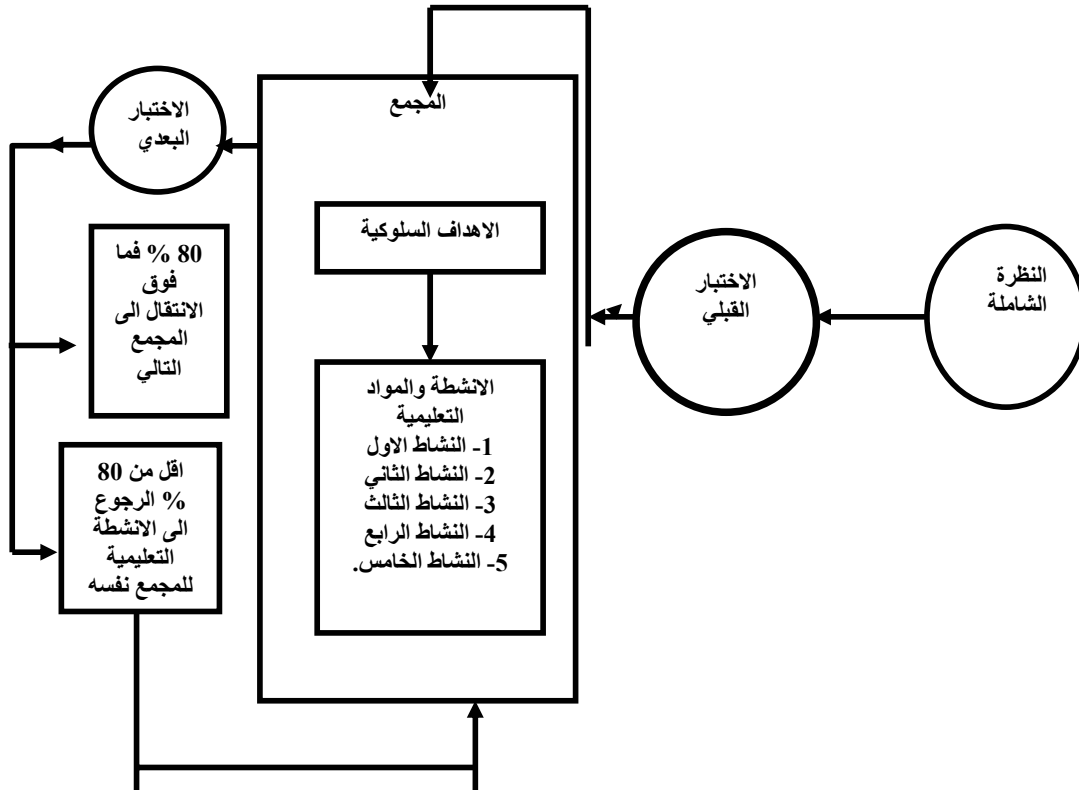 النظرة
الشاملة
الاختبار
القبلي
المجمع
الاهداف السلوكية
الانشطة والمواد
التعليمية
1- النشاط الاول
2- النشاط الثاني
3- النشاط الثالث
4- النشاط الرابع
5- النشاط الخامس.
الاختبار
البعدي
80 % فما
فوق
الانتقال الى
المجمع
التالي
اقل من 80
% الرجوع
الى الانشطة
التعليمية
للمجمع نفسه